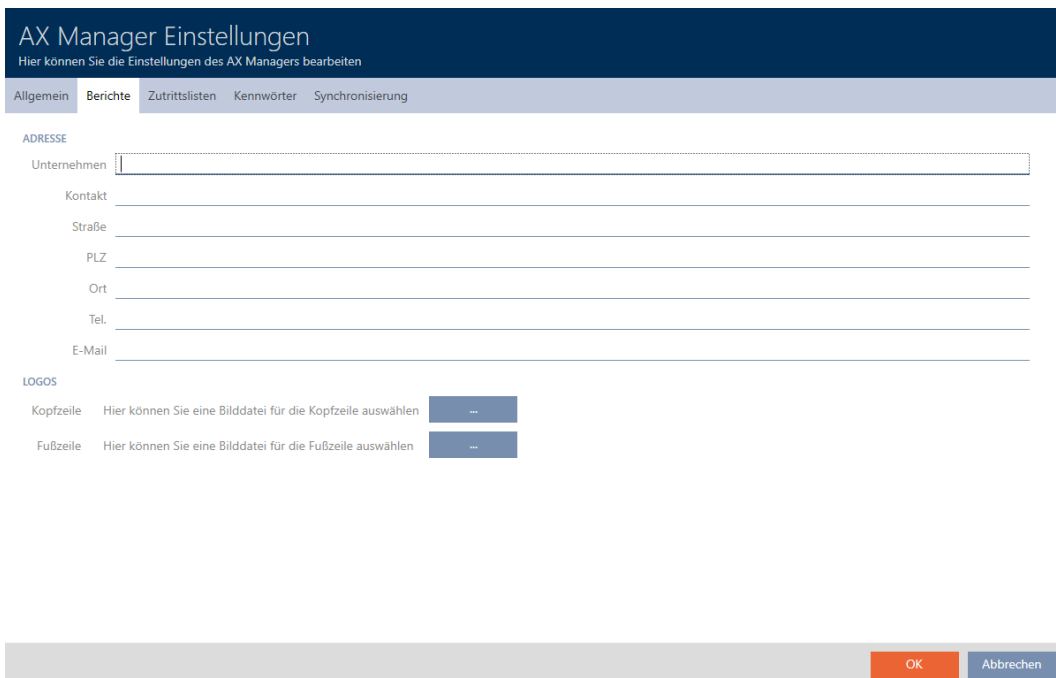 AX Manager Einstellungen
Hier können Sie die Einstellungen des AX Managers bearbeiten
Allgemein Berichte Zutrittslisten Kennwörter Synchronisierung
ADRESSE
Unternehmen
Kontakt
Straße
PLZ
Ort
Tel.
E-Mail
LOGOS
Kopfzeile Hier können Sie eine Bilddatei für die Kopfzeile auswählen ...
Fußzeile Hier können Sie eine Bilddatei für die Fußzeile auswählen ...
OK Abbrechen